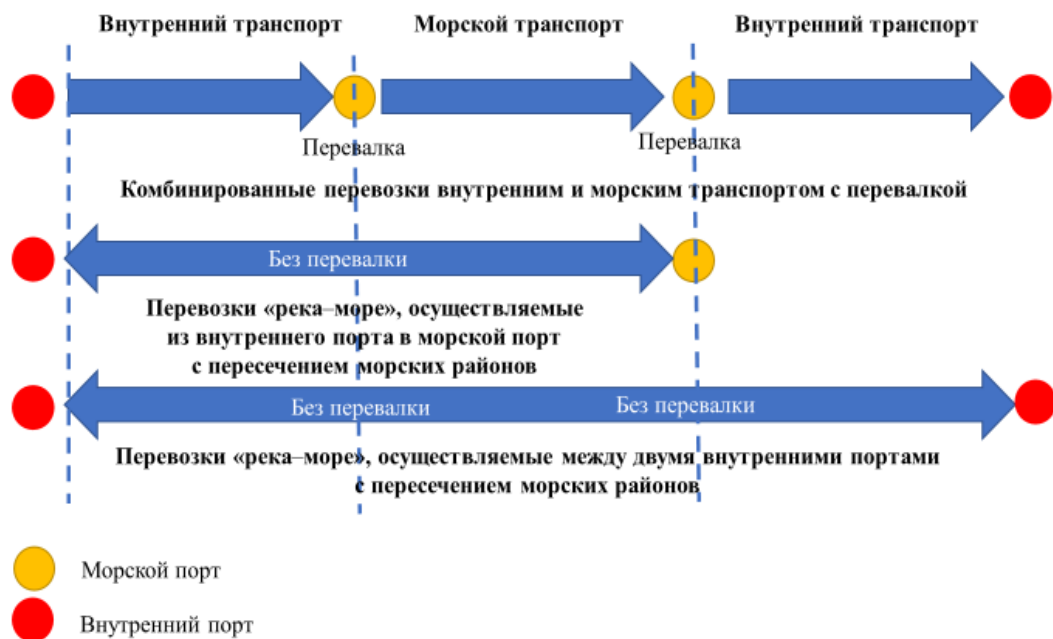 Внутренний транспорт
Морской транспорт
Внутренний транспорт
Перевалка
Перевалка
Комбинированные перевозки внутренним и морским транспортом с перевалкой
Без перевалки
Перевозки «река–море», осуществляемые
из внутреннего порта в морской порт
с пересечением морских районов
Без перевалки
Без перевалки
Перевозки «река–море», осуществляемые между двумя внутренними портами
с пересечением морских районов
Морской порт
Внутренний порт